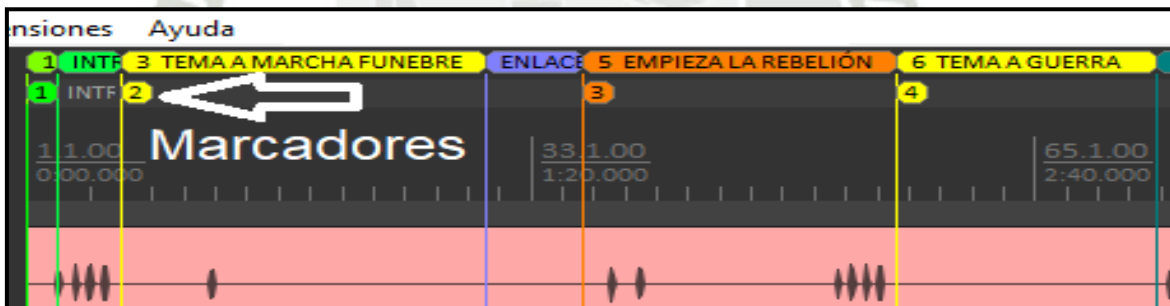 nsiones Ayuda
1 INTR 3 TEMA A MARCHA FUNEBRE ENLACE 5 EMPIEZA LA REBELIÓN 6 TEMA A GUERRA
1 INTR 2 3 4
Marcadores
1.1.00 33.1.00 65.1.00
0:00.000 1:20.000 2:40.000